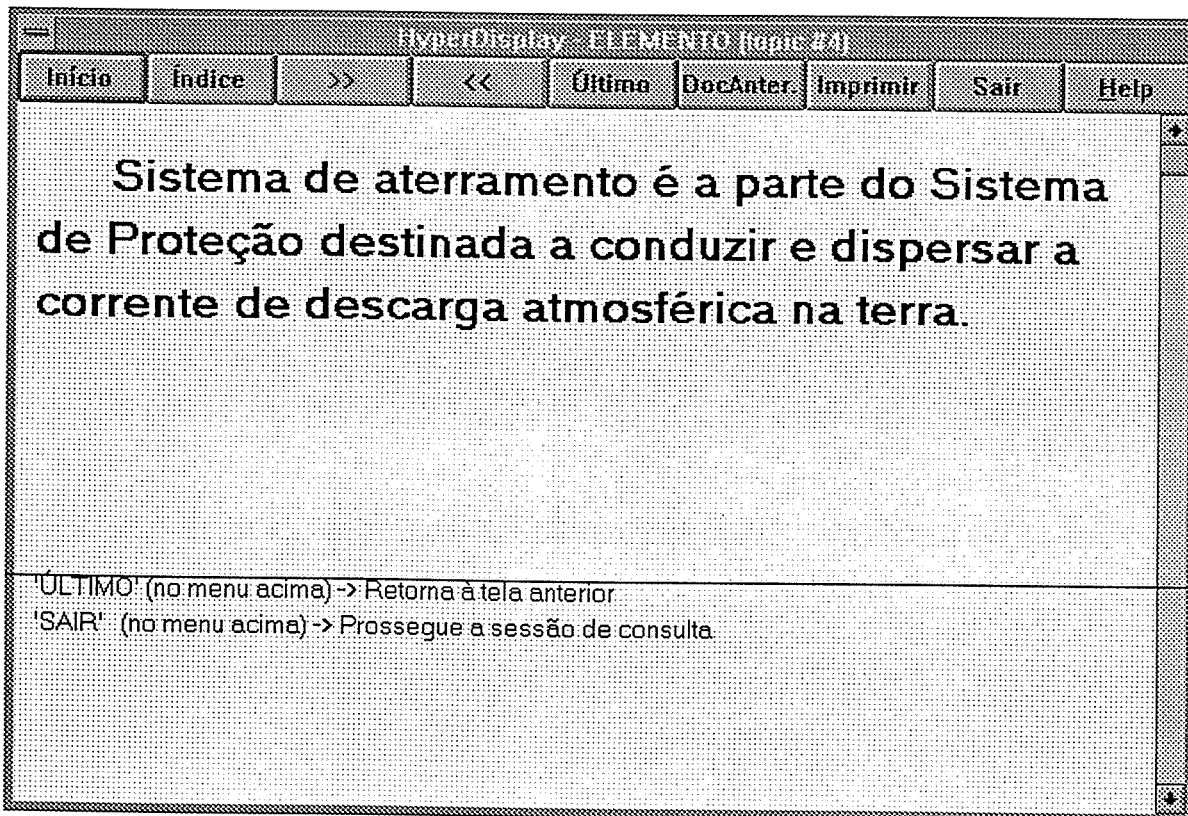 HyperDisplay - ELEMENTO (topic #4)
Início Índice >> << Último DocAnter. Imprimir Sair Help
Sistema de aterramento é a parte do Sistema
de Proteção destinada a conduzir e dispersar a
corrente de descarga atmosférica na terra.
'ÚLTIMO' (no menu acima) -> Retorna à tela anterior
'SAIR' (no menu acima) -> Prossegue a sessão de consulta